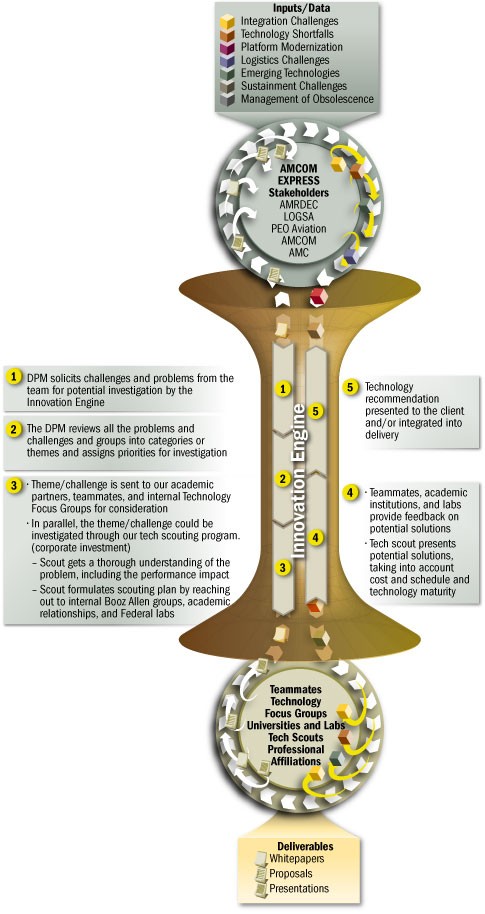 Inputs/Data
Integration Challenges
Technology Shortfalls
Platform Modernization
Logistics Challenges
Emerging Technologies
Sustainment Challenges
Management of Obsolescence
AMCOM
EXPRESS
Stakeholders
AMRDEC
LOGSA
PEO Aviation
AMCOM
AMC
1 DPM solicits challenges and problems from the
team for potential investigation by the
Innovation Engine
2 The DPM reviews all the problems and
challenges and groups into categories or
themes and assigns priorities for investigation
3 · Theme/challenge is sent to our academic
partners, teammates, and internal Technology
Focus Groups for consideration
· In parallel, the theme/challenge could be
investigated through our tech scouting program.
(corporate investment)
– Scout gets a thorough understanding of the
problem, including the performance impact
– Scout formulates scouting plan by reaching
out to internal Booz Allen groups, academic
relationships, and Federal labs
1
2
3
Innovation Engine
5
4
5 Technology
recommendation
presented to the client
and/or integrated into
delivery
4 · Teammates, academic
institutions, and labs
provide feedback on
potential solutions
· Tech scout presents
potential solutions,
taking into account
cost and schedule and
technology maturity
Teammates
Technology
Focus Groups
Universities and Labs
Tech Scouts
Professional
Affiliations
Deliverables
Whitepapers
Proposals
Presentations